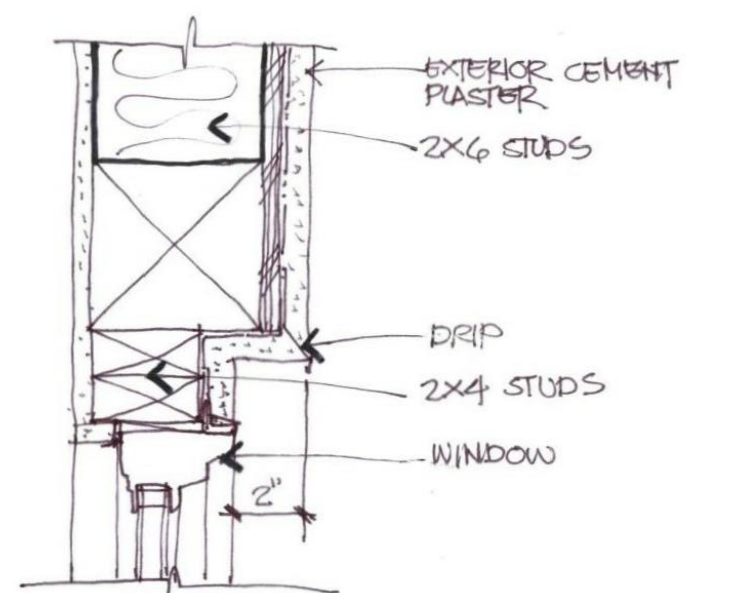 EXTERIOR CEMENT
PLASTER
2X6 STUDS
DRIP
2X4 STUDS
WINDOW
2"